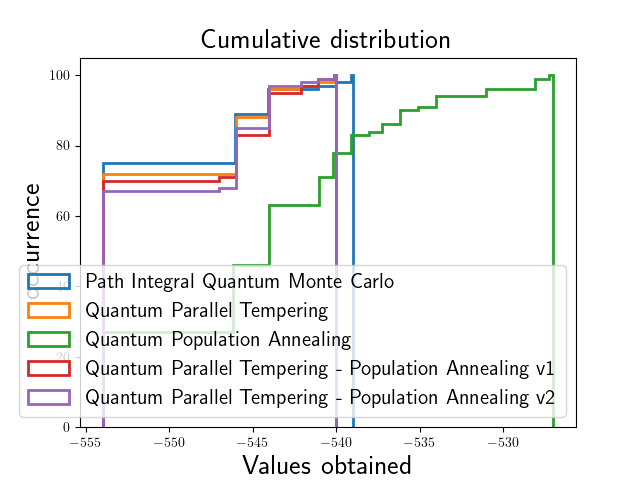 Cumulative distribution
100
80
60
40
20
0
Occurrence
Path Integral Quantum Monte Carlo
Quantum Parallel Tempering
Quantum Population Annealing
Quantum Parallel Tempering - Population Annealing v1
Quantum Parallel Tempering - Population Annealing v2
−555 −550 −545 −540 −535 −530
Values obtained